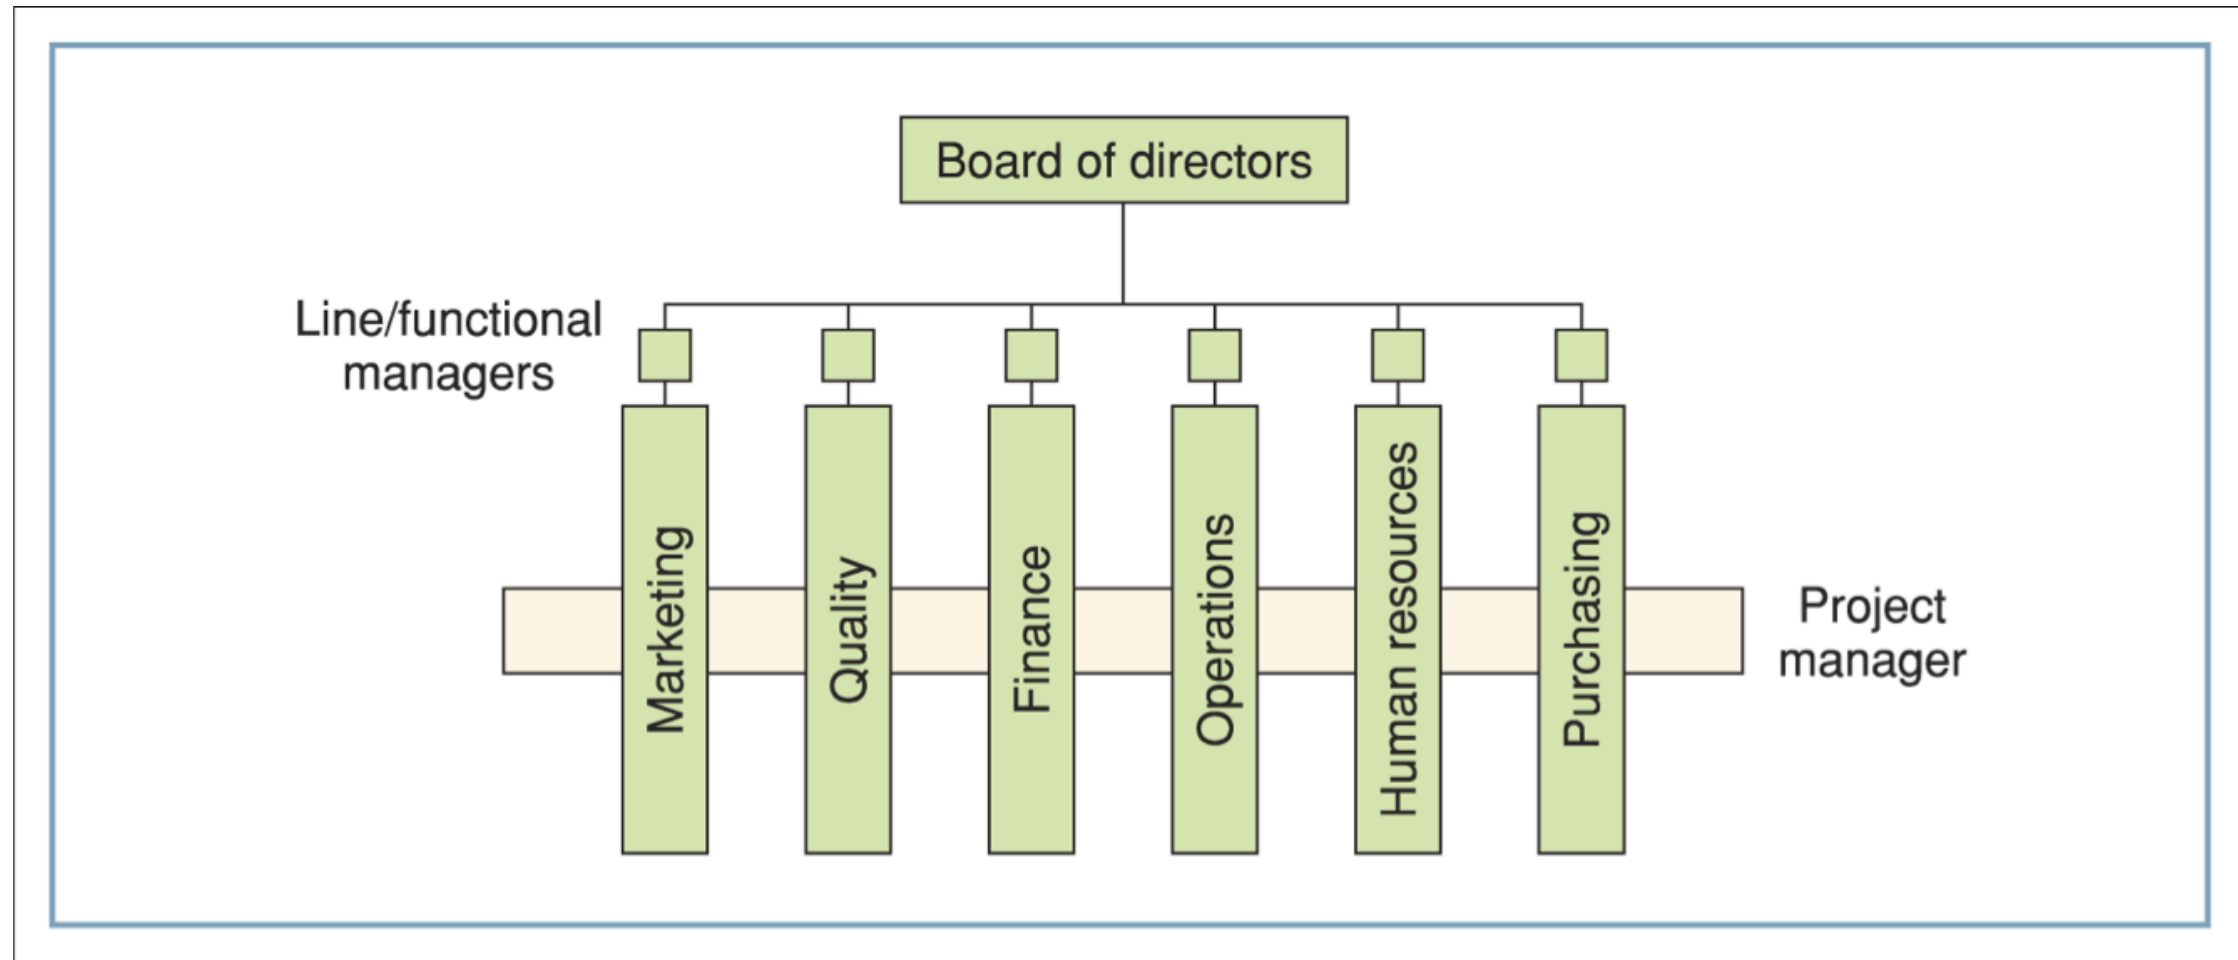 Board of directors
Line/functional
managers
Marketing
Quality
Finance
Operations
Human resources
Purchasing
Project
manager